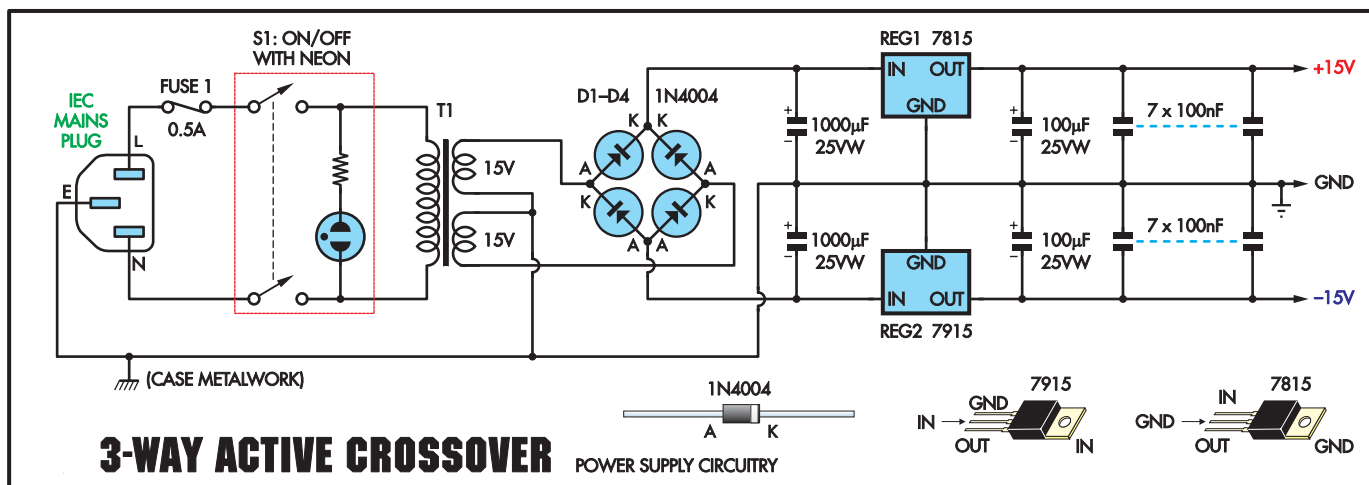 S1: ON/OFF
WITH NEON
FUSE 1
0.5A
IEC
MAINS
PLUG
L
E
N
T1
15V
15V
D1–D4 1N4004
K K
A A
K K
A A
REG1 7815
IN OUT
GND
+
–
1000µF
25VW
+
–
100µF
25VW
7 x 100nF
+15V
GND
+
–
1000µF
25VW
GND
IN OUT
REG2 7915
+
–
100µF
25VW
7 x 100nF
–15V
(CASE METALWORK)
1N4004
A K
7915
GND
IN
OUT
IN
7815
IN
GND
OUT
GND
3-WAY ACTIVE CROSSOVER
POWER SUPPLY CIRCUITRY